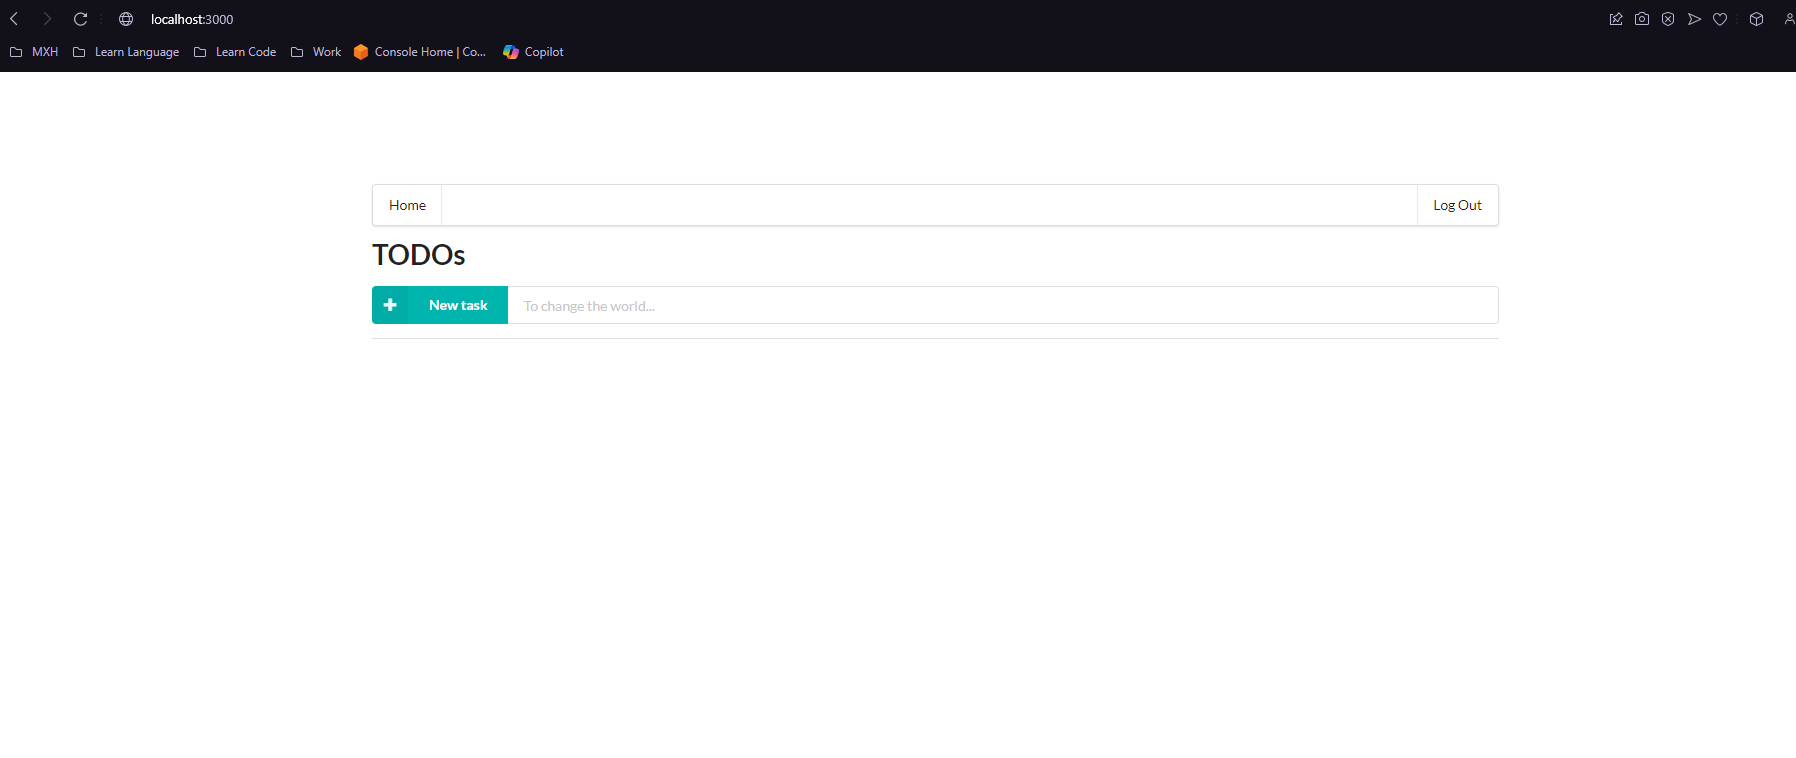 localhost:3000
MXH Learn Language Learn Code Work Console Home | Co... Copilot
Home Log Out
TODOs
New task To change the world...